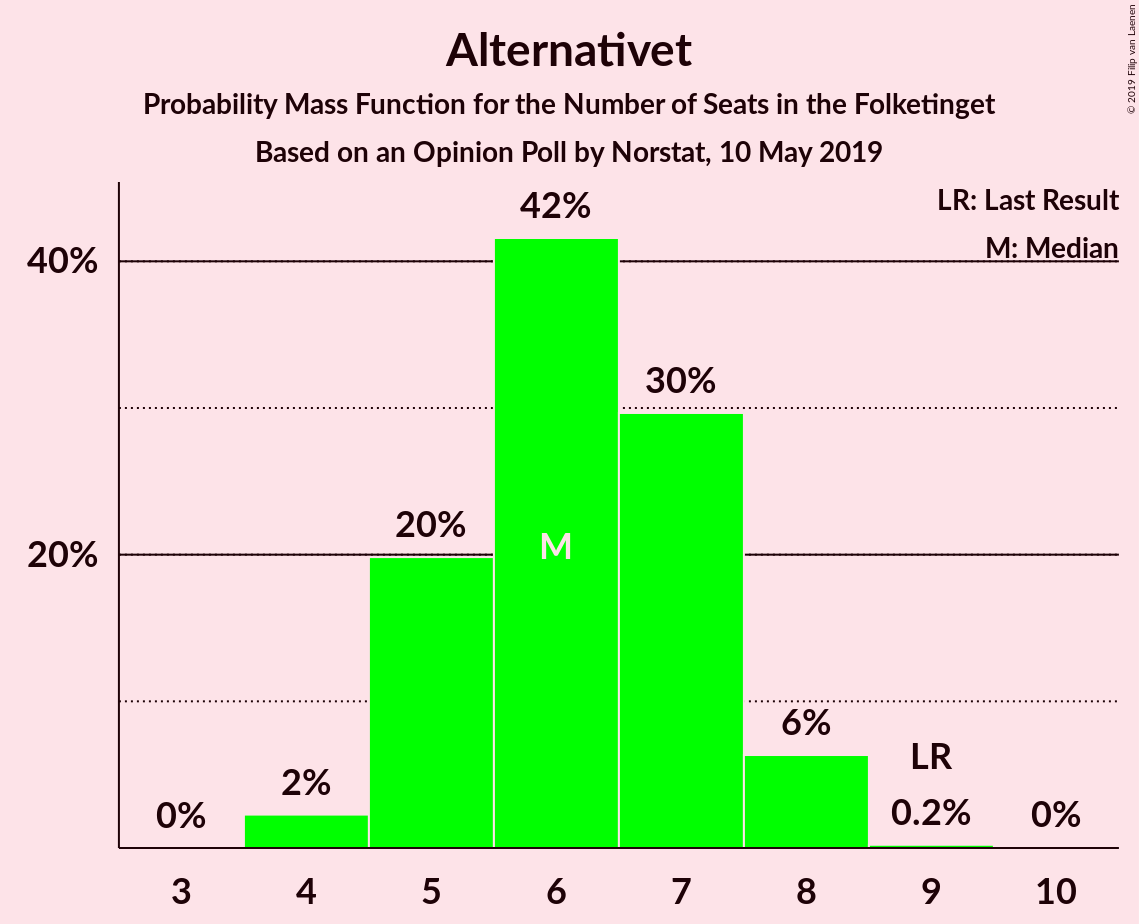 Alternativet
Probability Mass Function for the Number of Seats in the Folketinget
Based on an Opinion Poll by Norstat, 10 May 2019
© 2019 Filip van Laenen
LR: Last Result
M: Median
40%
20%
0%
2%
20%
42%
M
30%
6%
LR
0.2%
0%
3 4 5 6 7 8 9 10